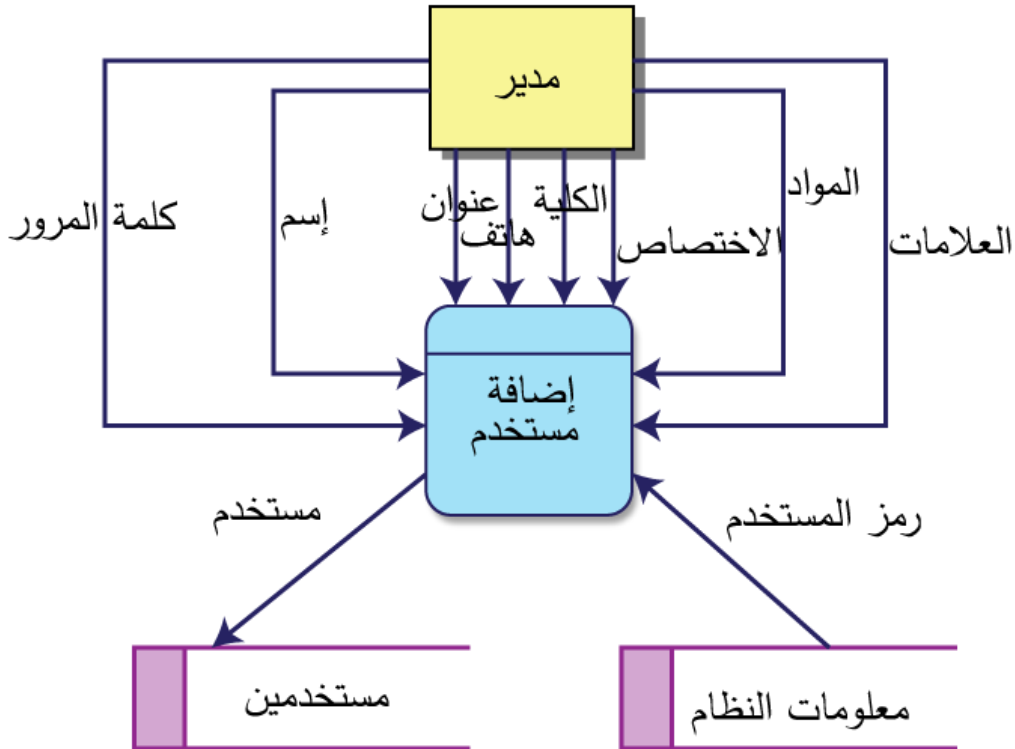 مدير
المواد
الكلية
عنوان
إسم
كلمة المرور
هاتف
الاختصاص
العلامات
إضافة
مستخدم
مستخدم
رمز المستخدم
مستخدمين
معلومات النظام